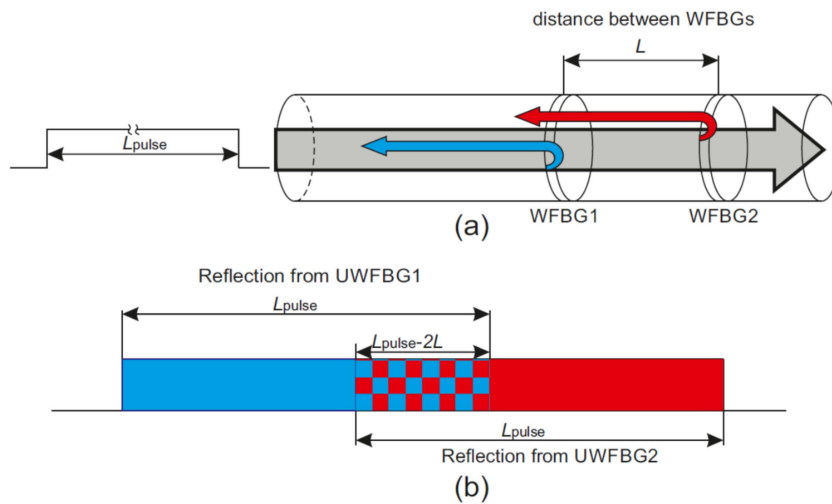 distance between WFBGs
L
Lpulse
WFBG1
WFBG2
(a)
Reflection from UWFBG1
Lpulse
Lpulse-2L
Lpulse
Reflection from UWFBG2
(b)